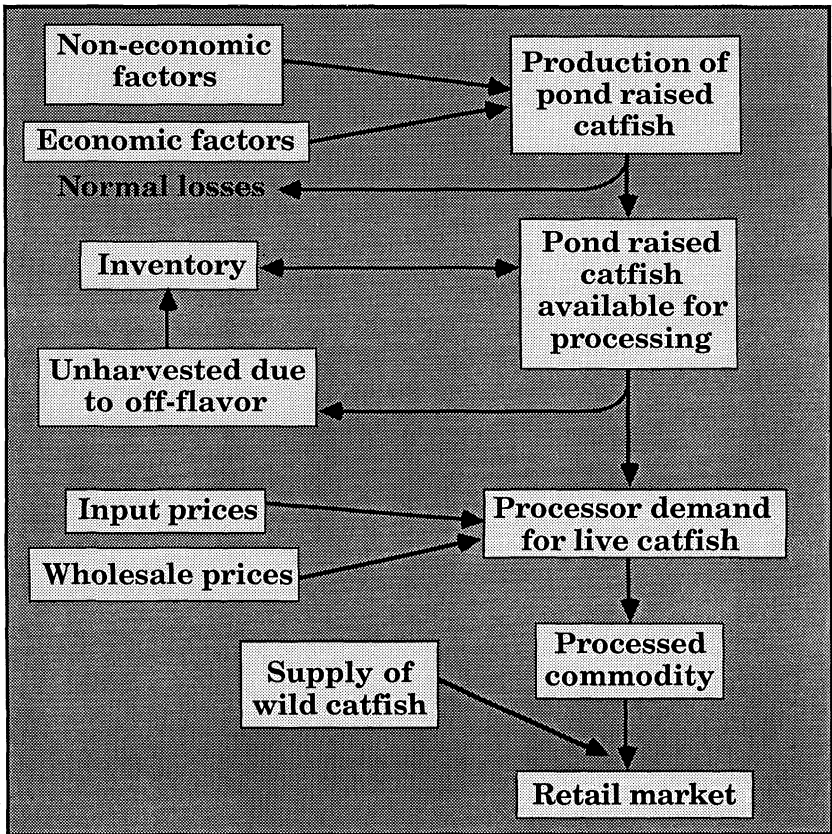 Non-economic
factors
Production of
pond raised
catfish
Economic factors
Normal losses
Pond raised
catfish
available for
processing
Inventory
Unharvested due
to off-flavor
Input prices
Processor demand
for live catfish
Wholesale prices
Processed
commodity
Supply of
wild catfish
Retail market